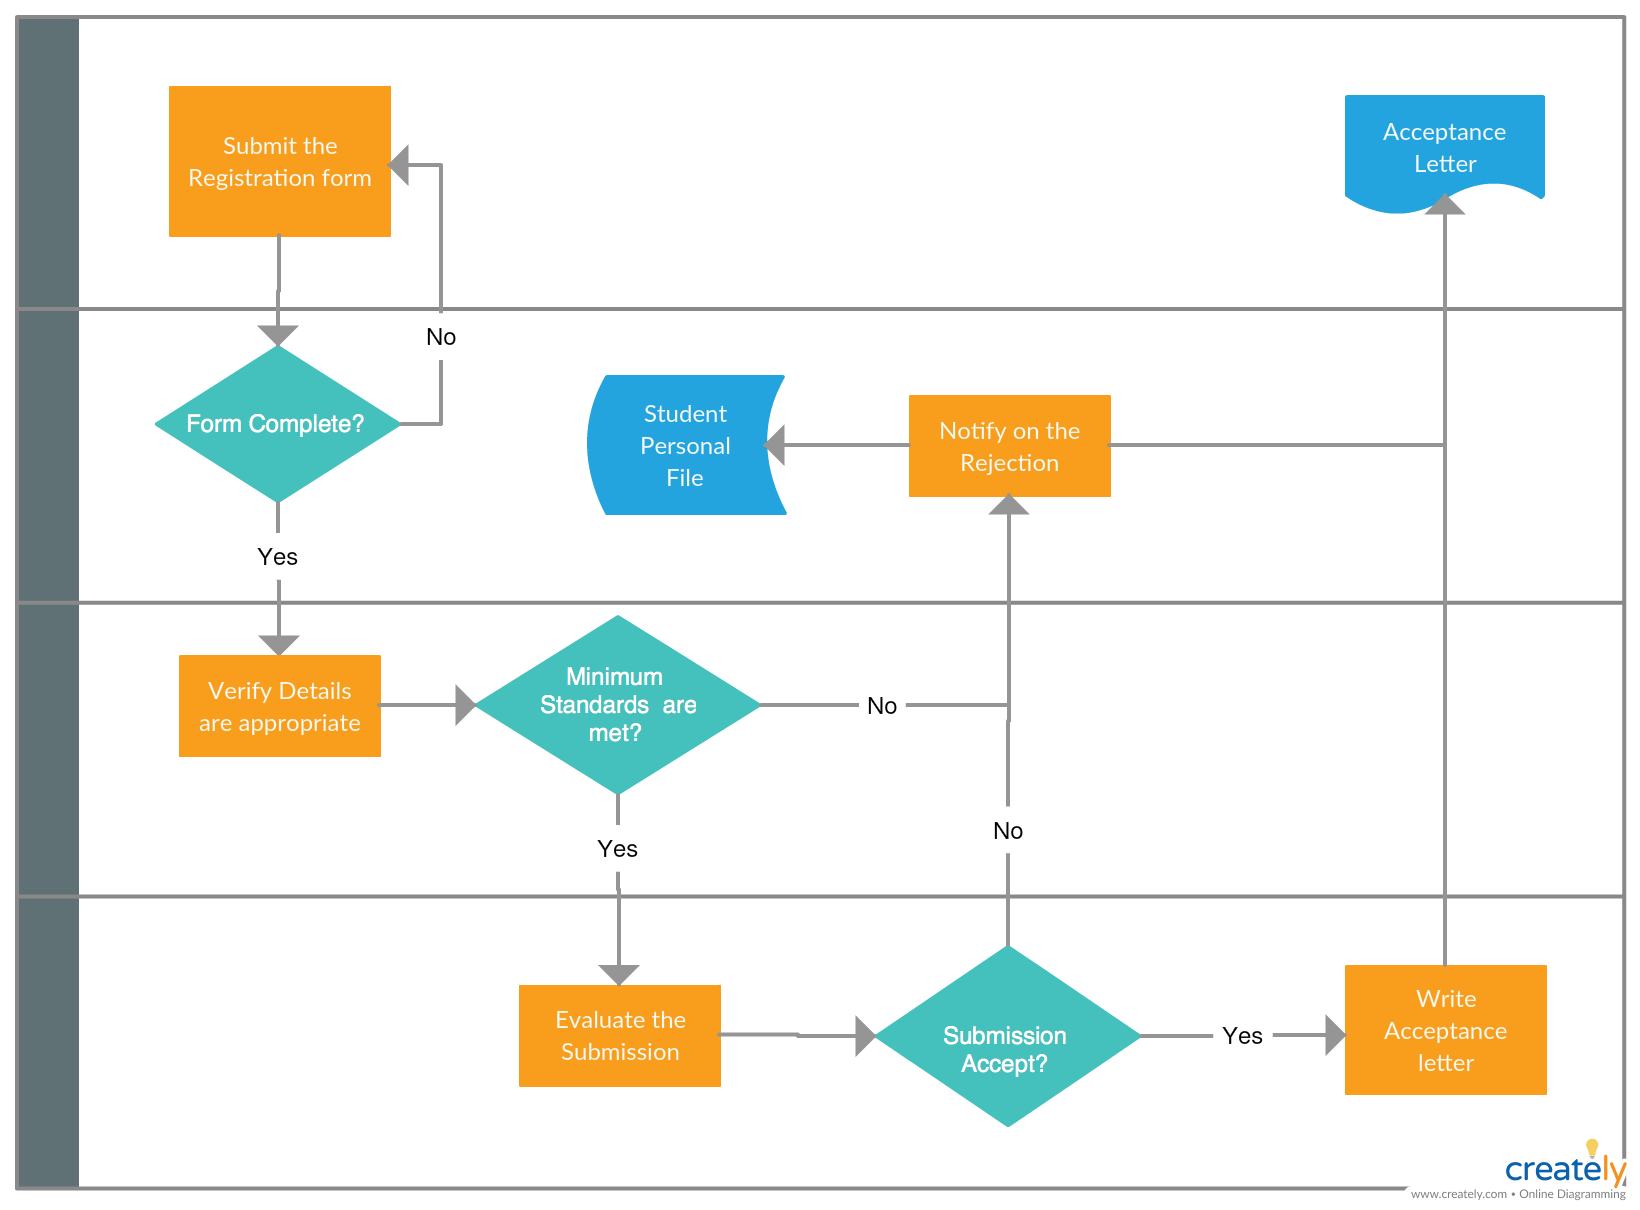 Submit the
Registration form
Acceptance
Letter
No
Form Complete?
Student
Personal
File
Notify on the
Rejection
Yes
Verify Details
are appropriate
Minimum
Standards are
met?
No
No
Yes
Evaluate the
Submission
Submission
Accept?
Yes
Write
Acceptance
letter
creately
www.creately.com • Online Diagramming